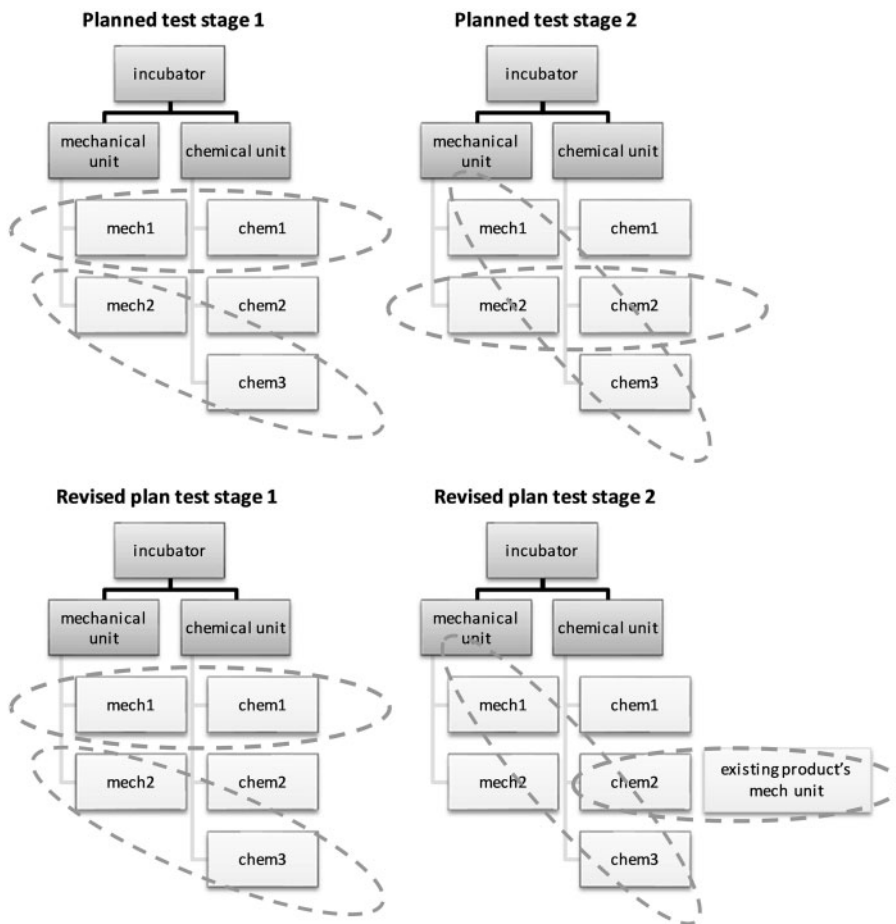 Planned test stage 1
incubator
mechanical
unit
chemical unit
mech1
chem1
mech2
chem2
chem3
Planned test stage 2
incubator
mechanical
unit
chemical unit
mech1
chem1
mech2
chem2
chem3
Revised plan test stage 1
incubator
mechanical
unit
chemical unit
mech1
chem1
mech2
chem2
chem3
Revised plan test stage 2
incubator
mechanical
unit
chemical unit
mech1
chem1
mech2
chem2
existing product's
mech unit
chem3